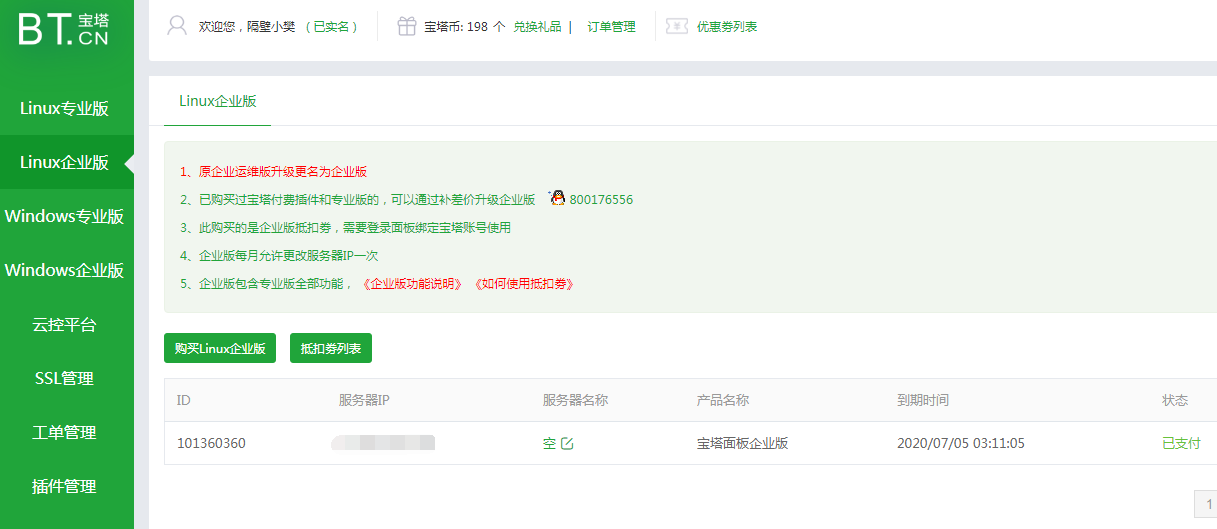 BT.宝塔CN
欢迎您，隔壁小樊 （已实名） 宝塔币: 198 个 兑换礼品 | 订单管理 优惠劵列表
Linux专业版
Linux企业版
Windows专业版
Windows企业版
云控平台
SSL管理
工单管理
插件管理
Linux企业版
1、原企业运维版升级更名为企业版
2、已购买过宝塔付费插件和专业版的，可以通过补差价升级企业版 800176556
3、此购买的是企业版抵扣劵，需要登录面板绑定宝塔账号使用
4、企业版每月允许更改服务器IP一次
5、企业版包含专业版全部功能，《企业版功能说明》 《如何使用抵扣券》
购买Linux企业版 抵扣劵列表
ID 服务器IP 服务器名称 产品名称 到期时间 状态
101360360 空 宝塔面板企业版 2020/07/05 03:11:05 已支付
1